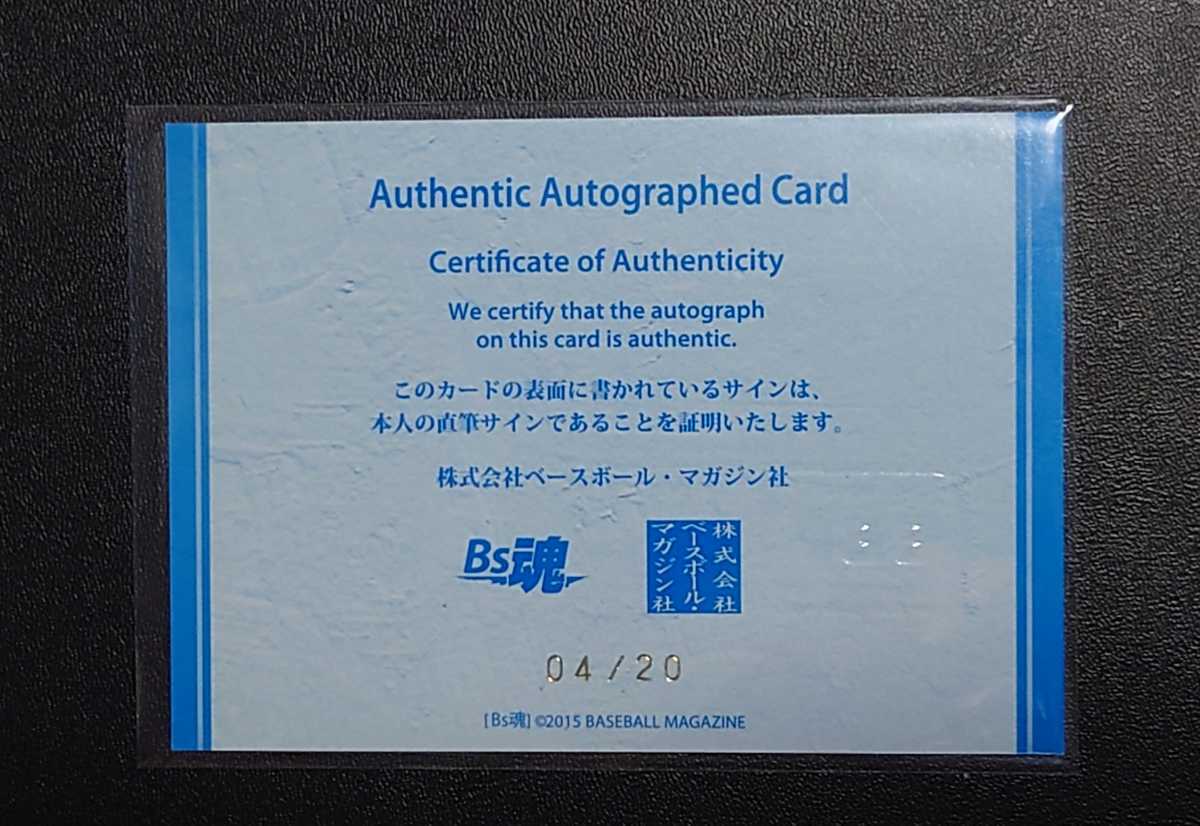 Authentic Autographed Card
Certificate of Authenticity
We certify that the autograph
on this card is authentic.
このカードの表面に書かれているサインは、
本人の直筆サインであることを証明いたします。
株式会社ベースボール・マガジン社
Bs魂
株式会社
ベースボール・
マガジン社
04/20
[Bs魂] ©2015 BASEBALL MAGAZINE